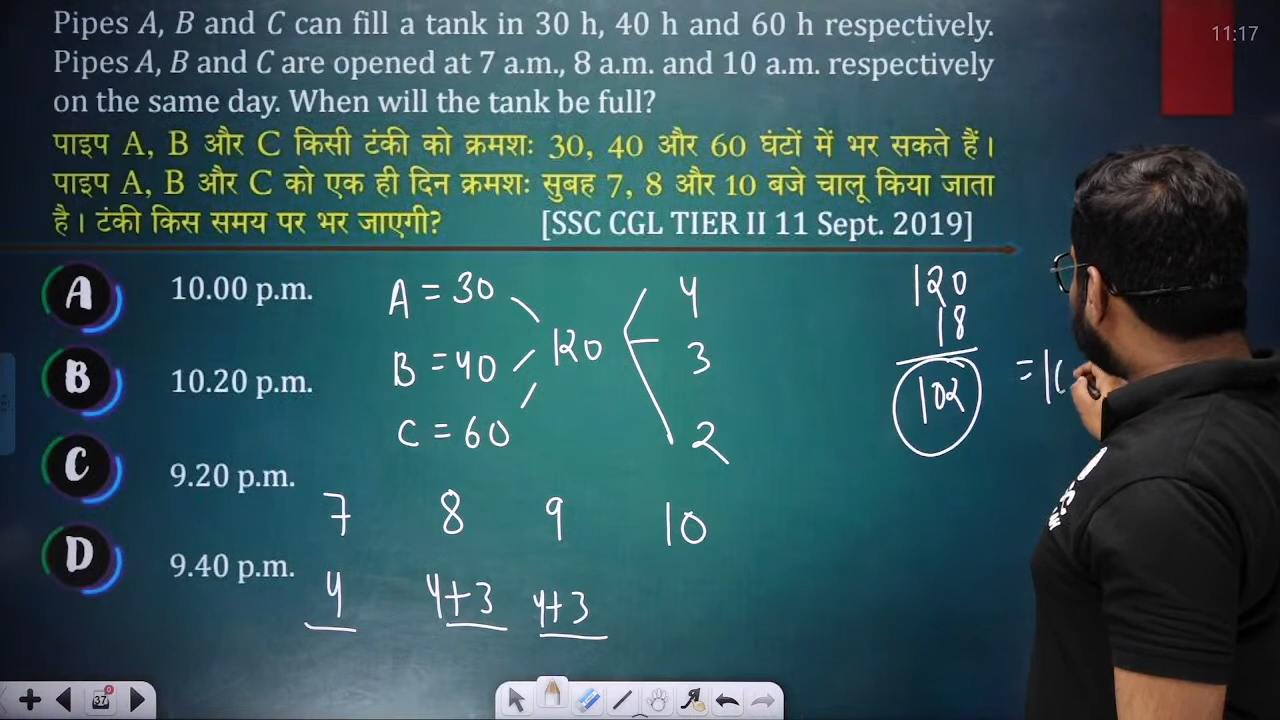 11:17
Pipes A, B and C can fill a tank in 30 h, 40 h and 60 h respectively.
Pipes A, B and C are opened at 7 a.m., 8 a.m. and 10 a.m. respectively
on the same day. When will the tank be full?
पाइप A, B और C किसी टंकी को क्रमशः 30, 40 और 60 घंटों में भर सकते हैं।
पाइप A, B और C को एक ही दिन क्रमशः सुबह 7, 8 और 10 बजे चालू किया जाता
है। टंकी किस समय पर भर जाएगी? [SSC CGL TIER II 11 Sept. 2019]
A 10.00 p.m.
B 10.20 p.m.
C 9.20 p.m.
D 9.40 p.m.
A = 30
B = 40
C = 60
120
4
3
2
120
18
102
=
7 8 9 10
4 4+3 4+3
37